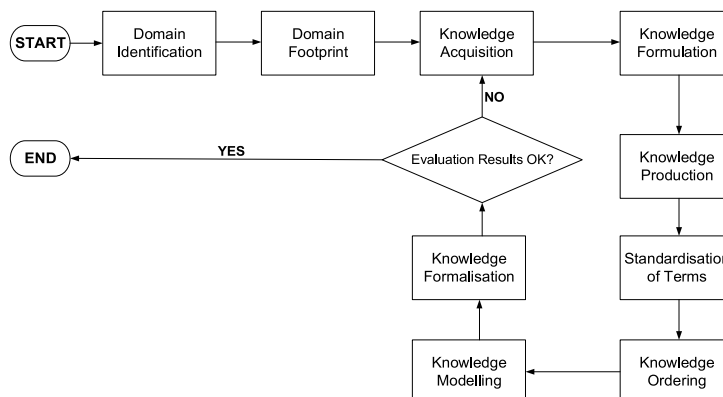 START
Domain
Identification
Domain
Footprint
Knowledge
Acquisition
Knowledge
Formulation
NO
END
YES
Evaluation Results OK?
Knowledge
Production
Knowledge
Formalisation
Standardisation
of Terms
Knowledge
Modelling
Knowledge
Ordering